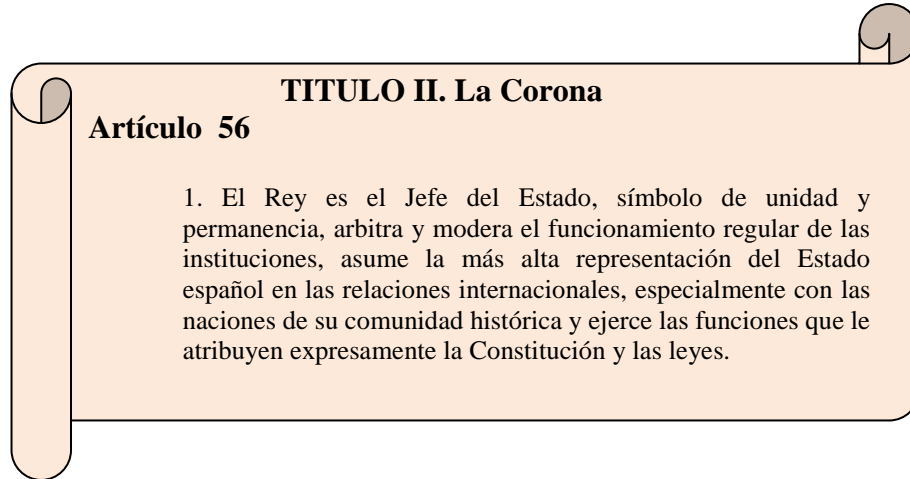 TITULO II. La Corona
Artículo 56
1. El Rey es el Jefe del Estado, símbolo de unidad y
permanencia, arbitra y modera el funcionamiento regular de las
instituciones, asume la más alta representación del Estado
español en las relaciones internacionales, especialmente con las
naciones de su comunidad histórica y ejerce las funciones que le
atribuyen expresamente la Constitución y las leyes.